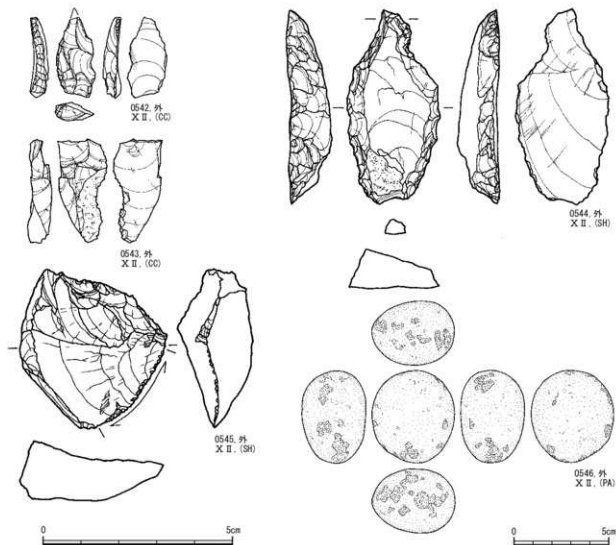 0542, 外
ＸⅡ, (CC)
0543, 外
ＸⅡ, (CC)
0544, 外
ＸⅡ, (SH)
0545, 外
ＸⅡ, (SH)
0546, 外
ＸⅡ, (PA)
0 5cm
0 5cm